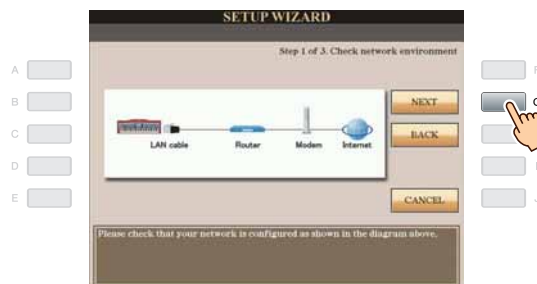 SETUP WIZARD
Step 1 of 3. Check network environment
A
F
B
NEXT
C
BACK
LAN cable
Router
Modem
Internet
D
E
CANCEL
J
Please check that your network is configured as shown in the diagram above.